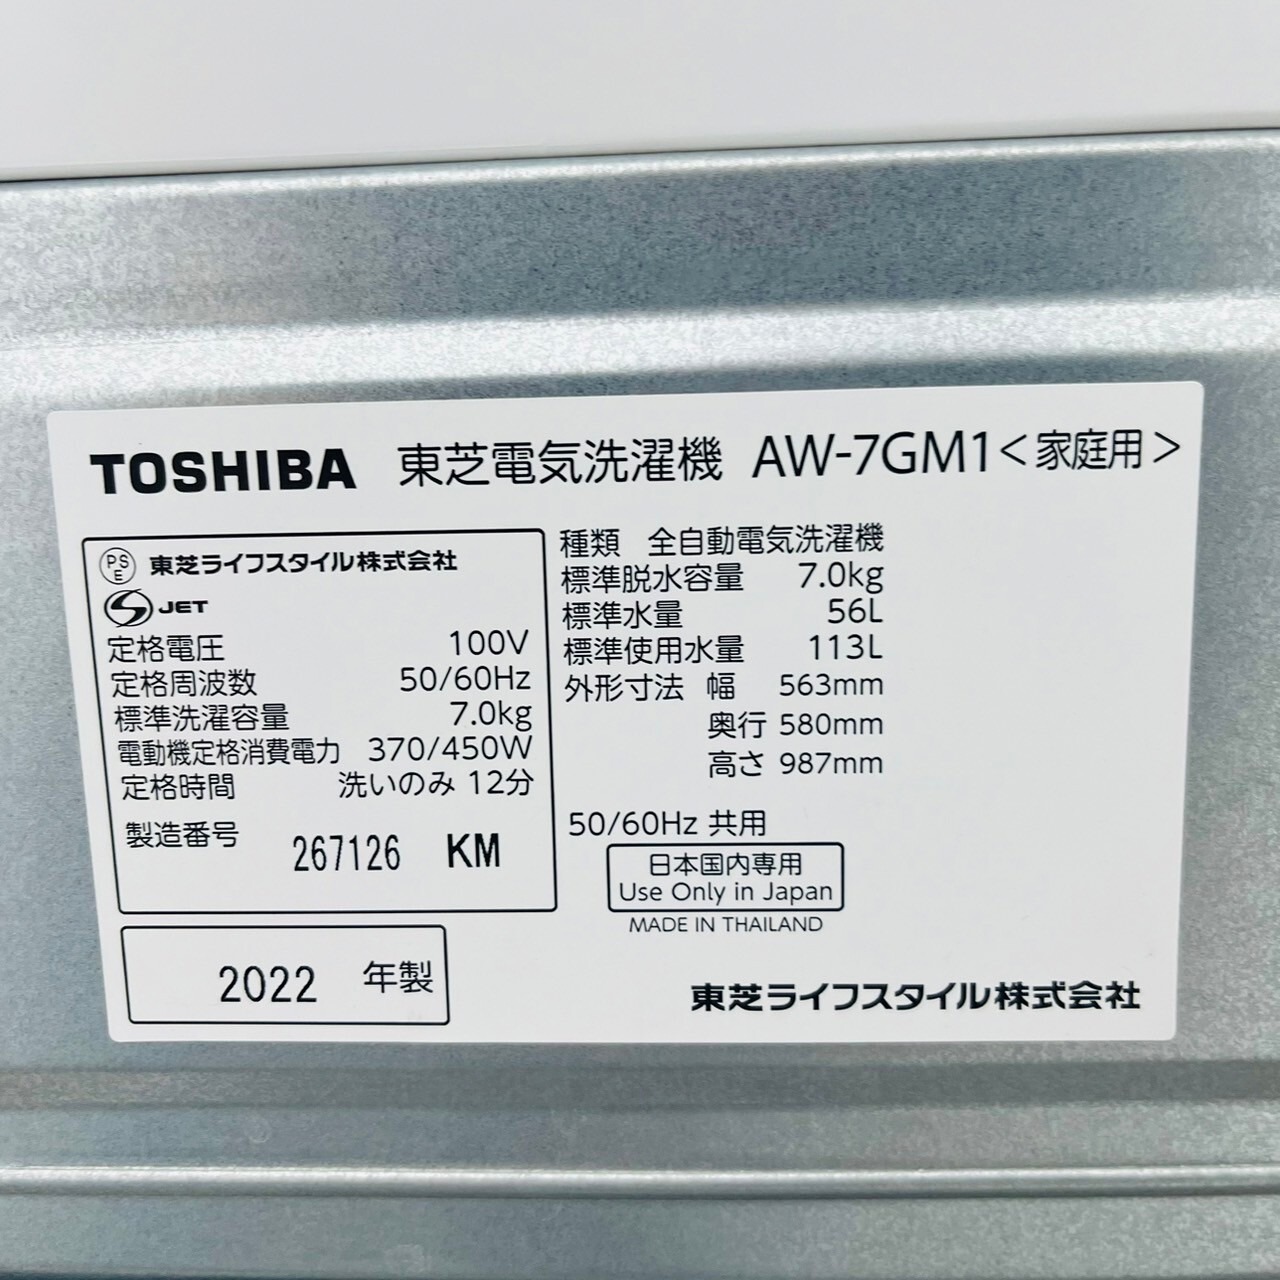 TOSHIBA 東芝電気洗濯機 AW-7GM1<家庭用>
PSE 東芝ライフスタイル株式会社
S JET
定格電圧 100V
定格周波数 50/60Hz
標準洗濯容量 7.0kg
電動機定格消費電力 370/450W
定格時間 洗いのみ 12分
製造番号 267126 KM
2022 年製
種類 全自動電気洗濯機
標準脱水容量 7.0kg
標準水量 56L
標準使用水量 113L
外形寸法 幅 563mm
奥行 580mm
高さ 987mm
50/60Hz 共用
日本国内専用
Use Only in Japan
MADE IN THAILAND
東芝ライフスタイル株式会社